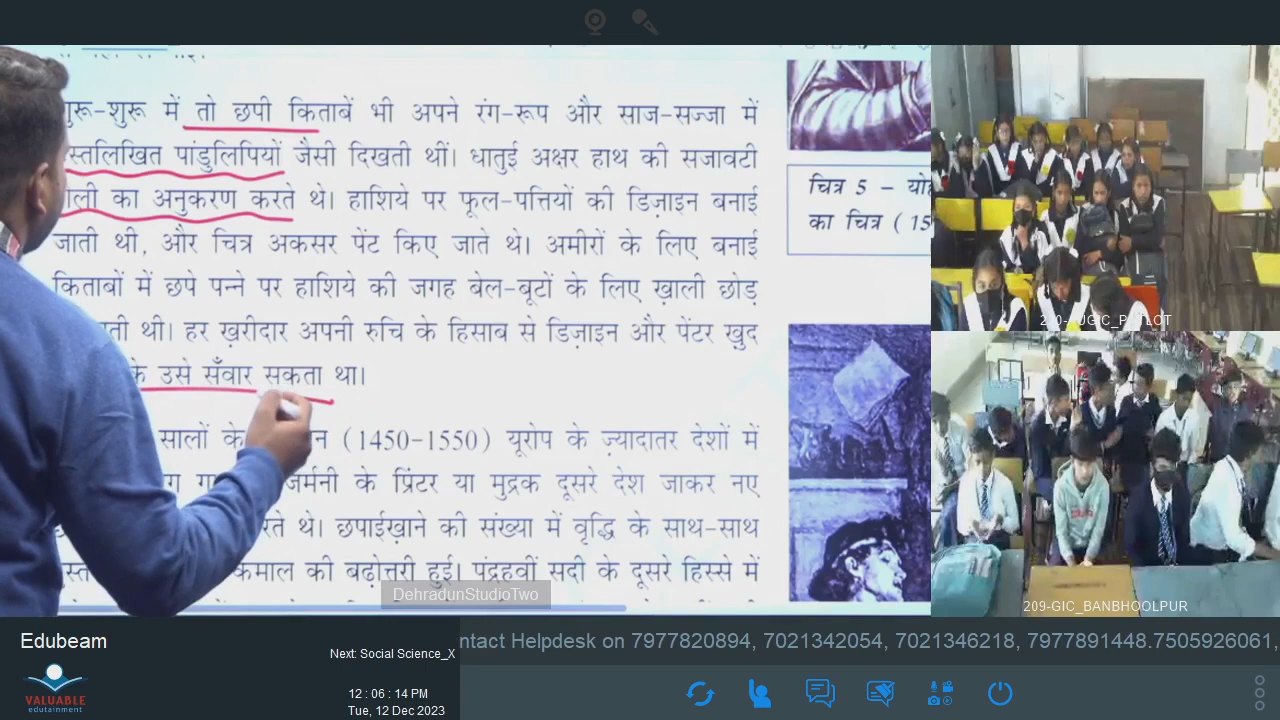 शुरू-शुरू में तो छपी किताबें भी अपने रंग-रूप और साज-सज्जा में
हस्तलिखित पांडुलिपियों जैसी दिखती थीं। धातुई अक्षर हाथ की सजावटी
शैली का अनुकरण करते थे। हाशिये पर फूल-पत्तियों की डिज़ाइन बनाई
जाती थी, और चित्र अकसर पेंट किए जाते थे। अमीरों के लिए बनाई
किताबों में छपे पन्ने पर हाशिये की जगह बेल-बूटों के लिए ख़ाली छोड़
थी। हर ख़रीदार अपनी रुचि के हिसाब से डिज़ाइन और पेंटर ख़ुद
के उसे सँवार सकता था।
सालों के (1450-1550) यूरोप के ज़्यादातर देशों में
जर्मनी के प्रिंटर या मुद्रक दूसरे देश जाकर नए
थे। छपाईख़ाने की संख्या में वृद्धि के साथ-साथ
कमाल की बढ़ोत्तरी हुई। पंद्रहवीं सदी के दूसरे हिस्से में
चित्र 5 –
का चित्र (15
DehradunStudioTwo
209-GIC_BANBHOOLPUR
Edubeam
ntact Helpdesk on 7977820894, 7021342054, 7021346218, 7977891448.7505926061,
Next: Social Science_X
VALUABLE
edutainment
12 : 06 : 14 PM
Tue, 12 Dec 2023